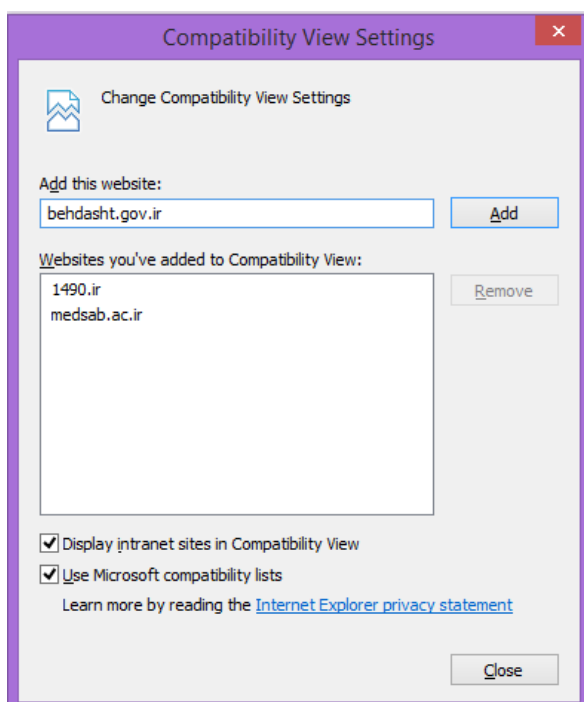 Compatibility View Settings
Change Compatibility View Settings
Add this website:
behdasht.gov.ir
Add
Websites you've added to Compatibility View:
1490.ir
Remove
medsab.ac.ir
Display intranet sites in Compatibility View
Use Microsoft compatibility lists
Learn more by reading the Internet Explorer privacy statement
Close